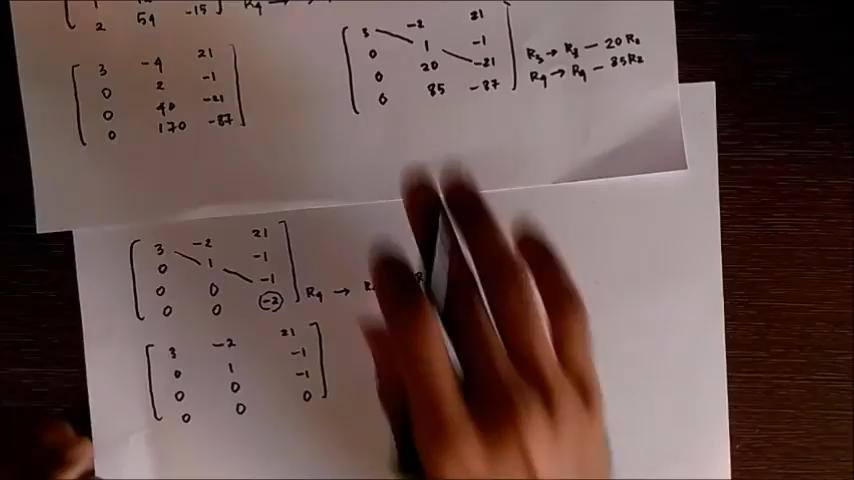 2 54 -15
3 -4 21
0 2 -1
0 40 -21
0 170 -87
3 -2 21
0 1 -1
0 20 -21 R3 → R3 - 20R2
0 85 -87 R4 → R4 - 85R2
3 -2 21
0 1 -1
0 0 -1
0 0 -2 R4 →
3 -2 21
0 1 -1
0 0 -1
0 0 0